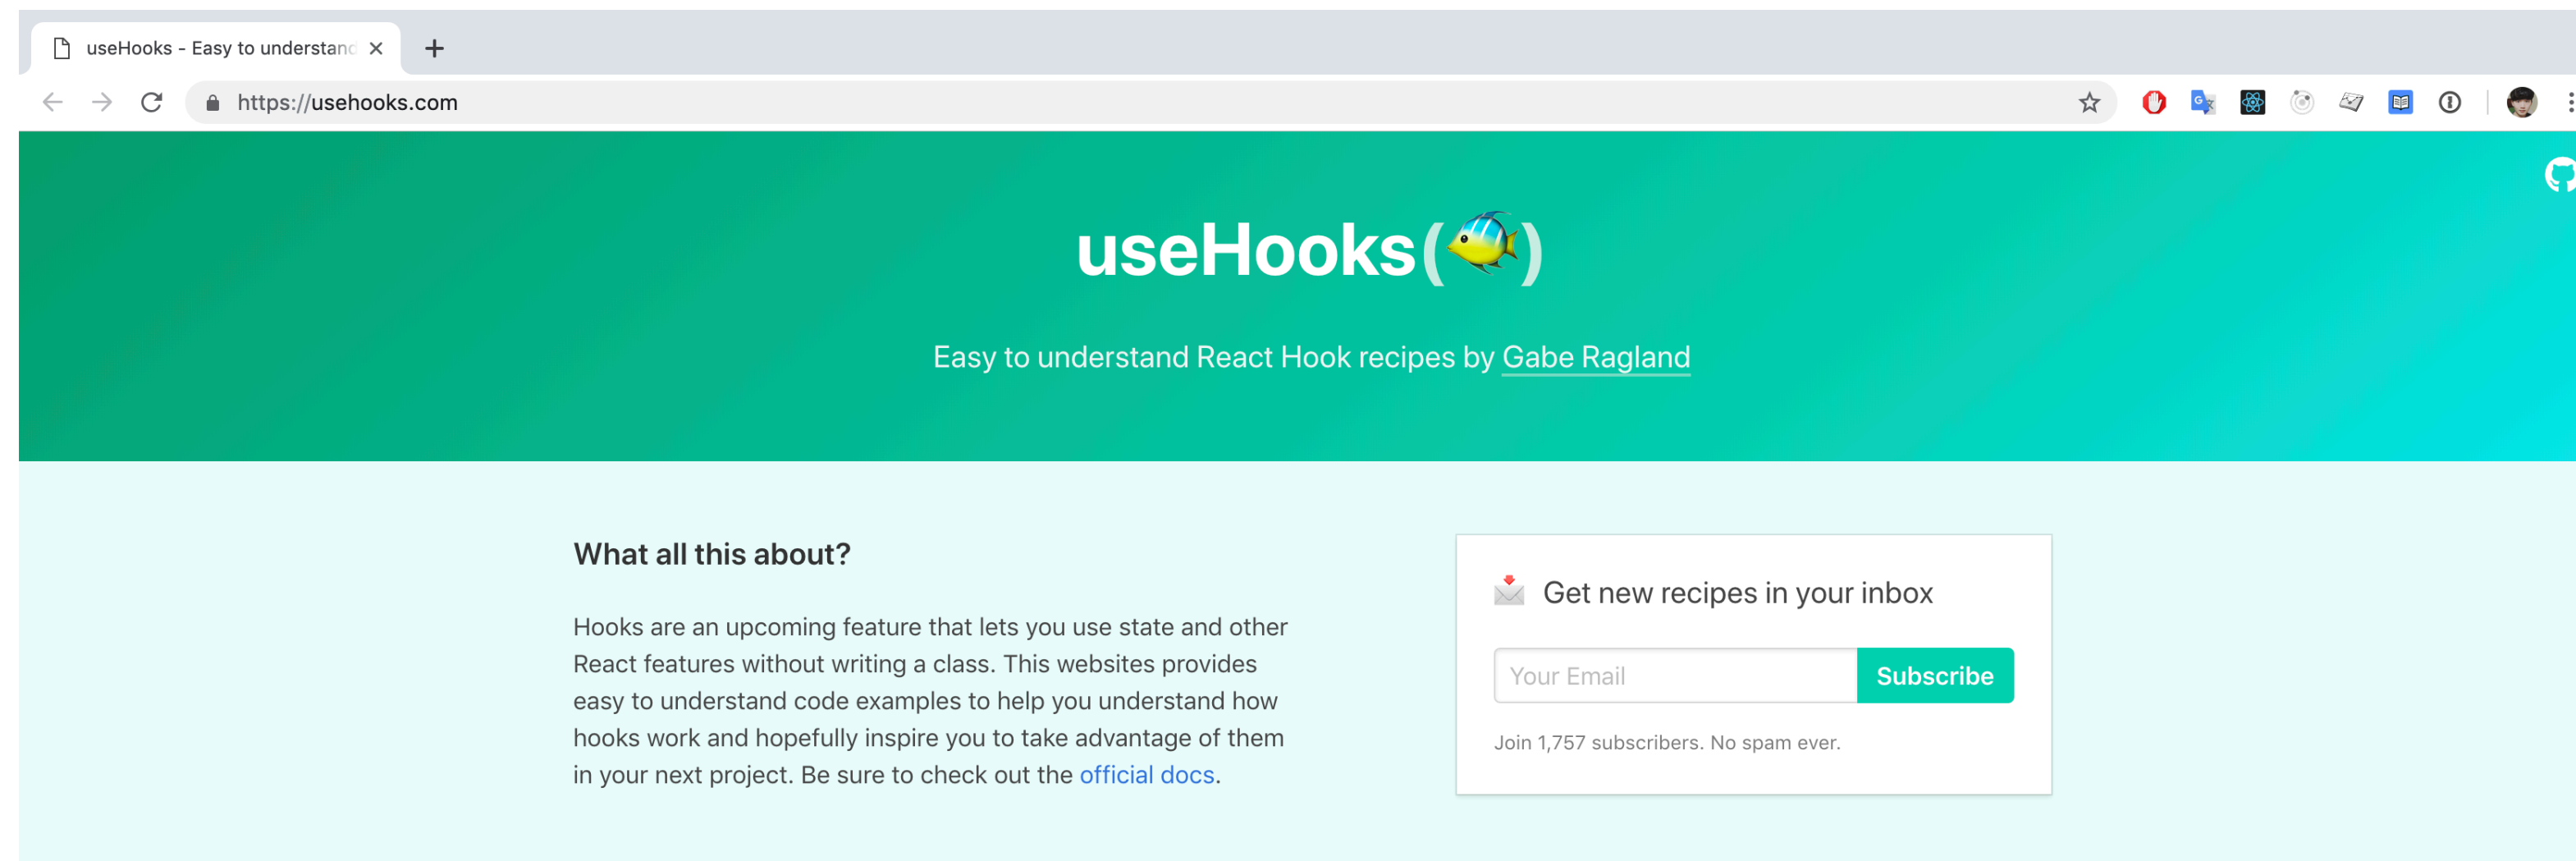 useHooks - Easy to understand
https://usehooks.com
useHooks(🐠)
Easy to understand React Hook recipes by Gabe Ragland
What all this about?
Hooks are an upcoming feature that lets you use state and other
React features without writing a class. This websites provides
easy to understand code examples to help you understand how
hooks work and hopefully inspire you to take advantage of them
in your next project. Be sure to check out the official docs.
Get new recipes in your inbox
Your Email
Subscribe
Join 1,757 subscribers. No spam ever.